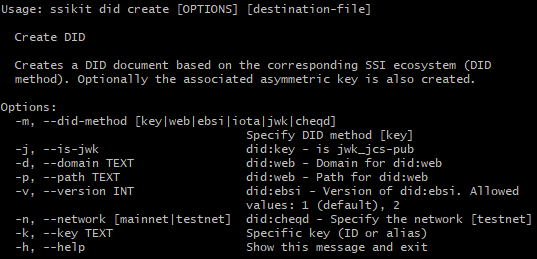 Usage: ssikit did create [OPTIONS] [destination-file]
Create DID
Creates a DID document based on the corresponding SSI ecosystem (DID
method). Optionally the associated asymmetric key is also created.
Options:
-m, --did-method [key|web|ebsi|iota|jwk|cheqd]
Specify DID method [key]
-j, --is-jwk did:key - is jwk_jcs-pub
-d, --domain TEXT did:web - Domain for did:web
-p, --path TEXT did:web - Path for did:web
-v, --version INT did:ebsi - Version of did:ebsi. Allowed
values: 1 (default), 2
-n, --network [mainnet|testnet] did:cheqd - Specify the network [testnet]
-k, --key TEXT Specific key (ID or alias)
-h, --help Show this message and exit